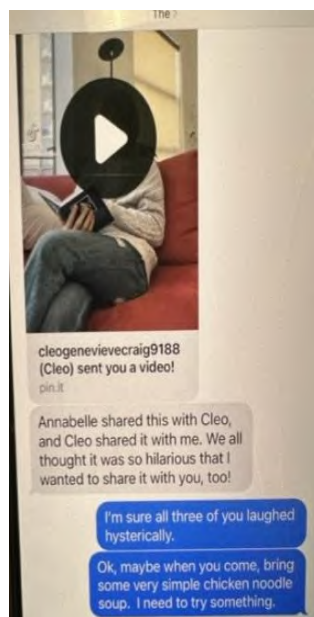 The
cleogenevievecraig9188
(Cleo) sent you a video!
pin.it
Annabelle shared this with Cleo,
and Cleo shared it with me. We all
thought it was so hilarious that I
wanted to share it with you, too!
I'm sure all three of you laughed
hysterically.
Ok, maybe when you come, bring
some very simple chicken noodle
soup. I need to try something.